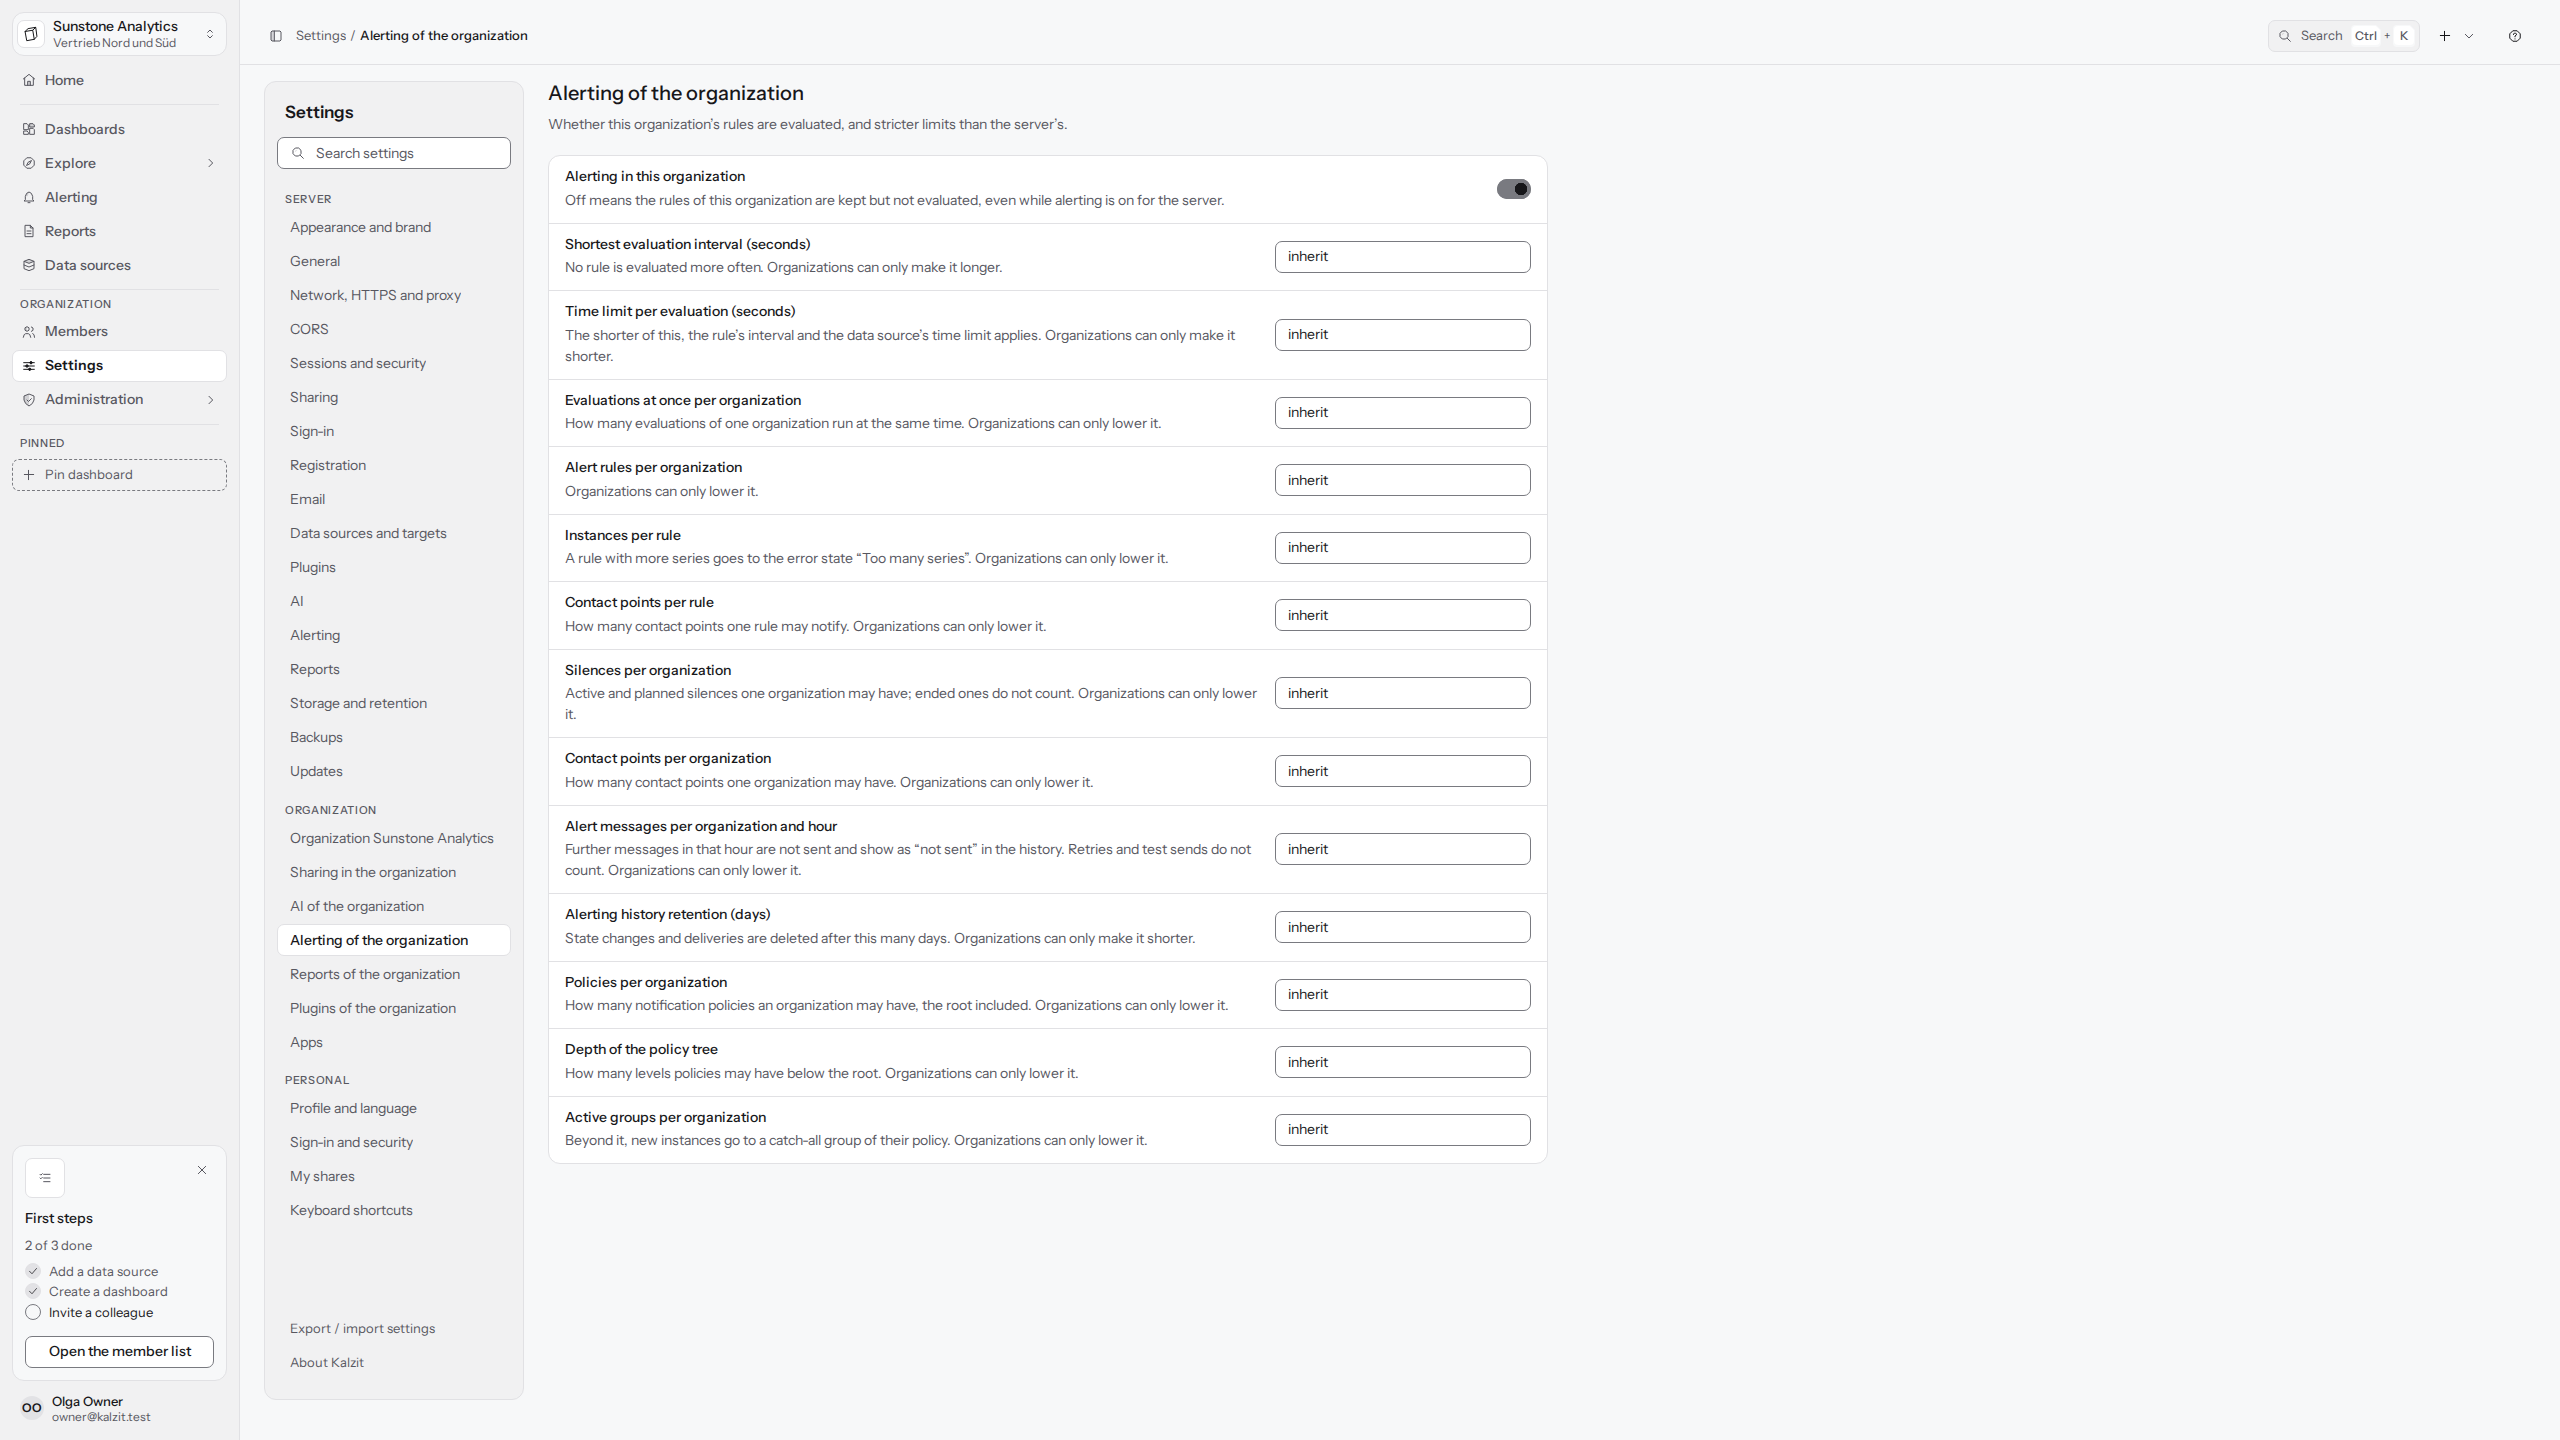 Sunstone Analytics
Vertrieb Nord und Süd
Home
Dashboards
Explore
Alerting
Reports
Data sources
ORGANIZATION
Members
Settings
Administration
PINNED
Pin dashboard
First steps
2 of 3 done
Add a data source
Create a dashboard
Invite a colleague
Open the member list
OO
Olga Owner
owner@kalzit.test
Settings / Alerting of the organization
Search Ctrl + K
Settings
Search settings
SERVER
Appearance and brand
General
Network, HTTPS and proxy
CORS
Sessions and security
Sharing
Sign-in
Registration
Email
Data sources and targets
Plugins
AI
Alerting
Reports
Storage and retention
Backups
Updates
ORGANIZATION
Organization Sunstone Analytics
Sharing in the organization
AI of the organization
Alerting of the organization
Reports of the organization
Plugins of the organization
Apps
PERSONAL
Profile and language
Sign-in and security
My shares
Keyboard shortcuts
Export / import settings
About Kalzit
Alerting of the organization
Whether this organization’s rules are evaluated, and stricter limits than the server’s.
Alerting in this organization
Off means the rules of this organization are kept but not evaluated, even while alerting is on for the server.
Shortest evaluation interval (seconds)
No rule is evaluated more often. Organizations can only make it longer.
inherit
Time limit per evaluation (seconds)
The shorter of this, the rule’s interval and the data source’s time limit applies. Organizations can only make it
shorter.
inherit
Evaluations at once per organization
How many evaluations of one organization run at the same time. Organizations can only lower it.
inherit
Alert rules per organization
Organizations can only lower it.
inherit
Instances per rule
A rule with more series goes to the error state “Too many series”. Organizations can only lower it.
inherit
Contact points per rule
How many contact points one rule may notify. Organizations can only lower it.
inherit
Silences per organization
Active and planned silences one organization may have; ended ones do not count. Organizations can only lower
it.
inherit
Contact points per organization
How many contact points one organization may have. Organizations can only lower it.
inherit
Alert messages per organization and hour
Further messages in that hour are not sent and show as “not sent” in the history. Retries and test sends do not
count. Organizations can only lower it.
inherit
Alerting history retention (days)
State changes and deliveries are deleted after this many days. Organizations can only make it shorter.
inherit
Policies per organization
How many notification policies an organization may have, the root included. Organizations can only lower it.
inherit
Depth of the policy tree
How many levels policies may have below the root. Organizations can only lower it.
inherit
Active groups per organization
Beyond it, new instances go to a catch-all group of their policy. Organizations can only lower it.
inherit